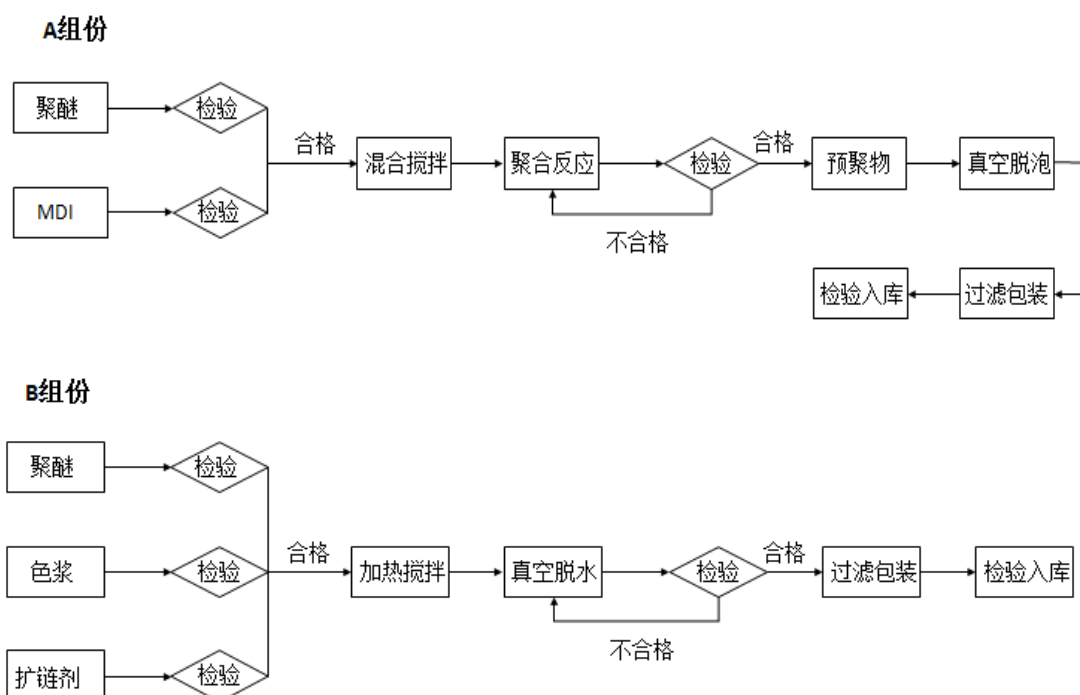 A组份
聚醚
检验
合格
混合搅拌
聚合反应
检验
合格
预聚物
真空脱泡
MDI
检验
不合格
检验入库
过滤包装
B组份
聚醚
检验
色浆
检验
合格
加热搅拌
真空脱水
检验
合格
过滤包装
检验入库
不合格
扩链剂
检验